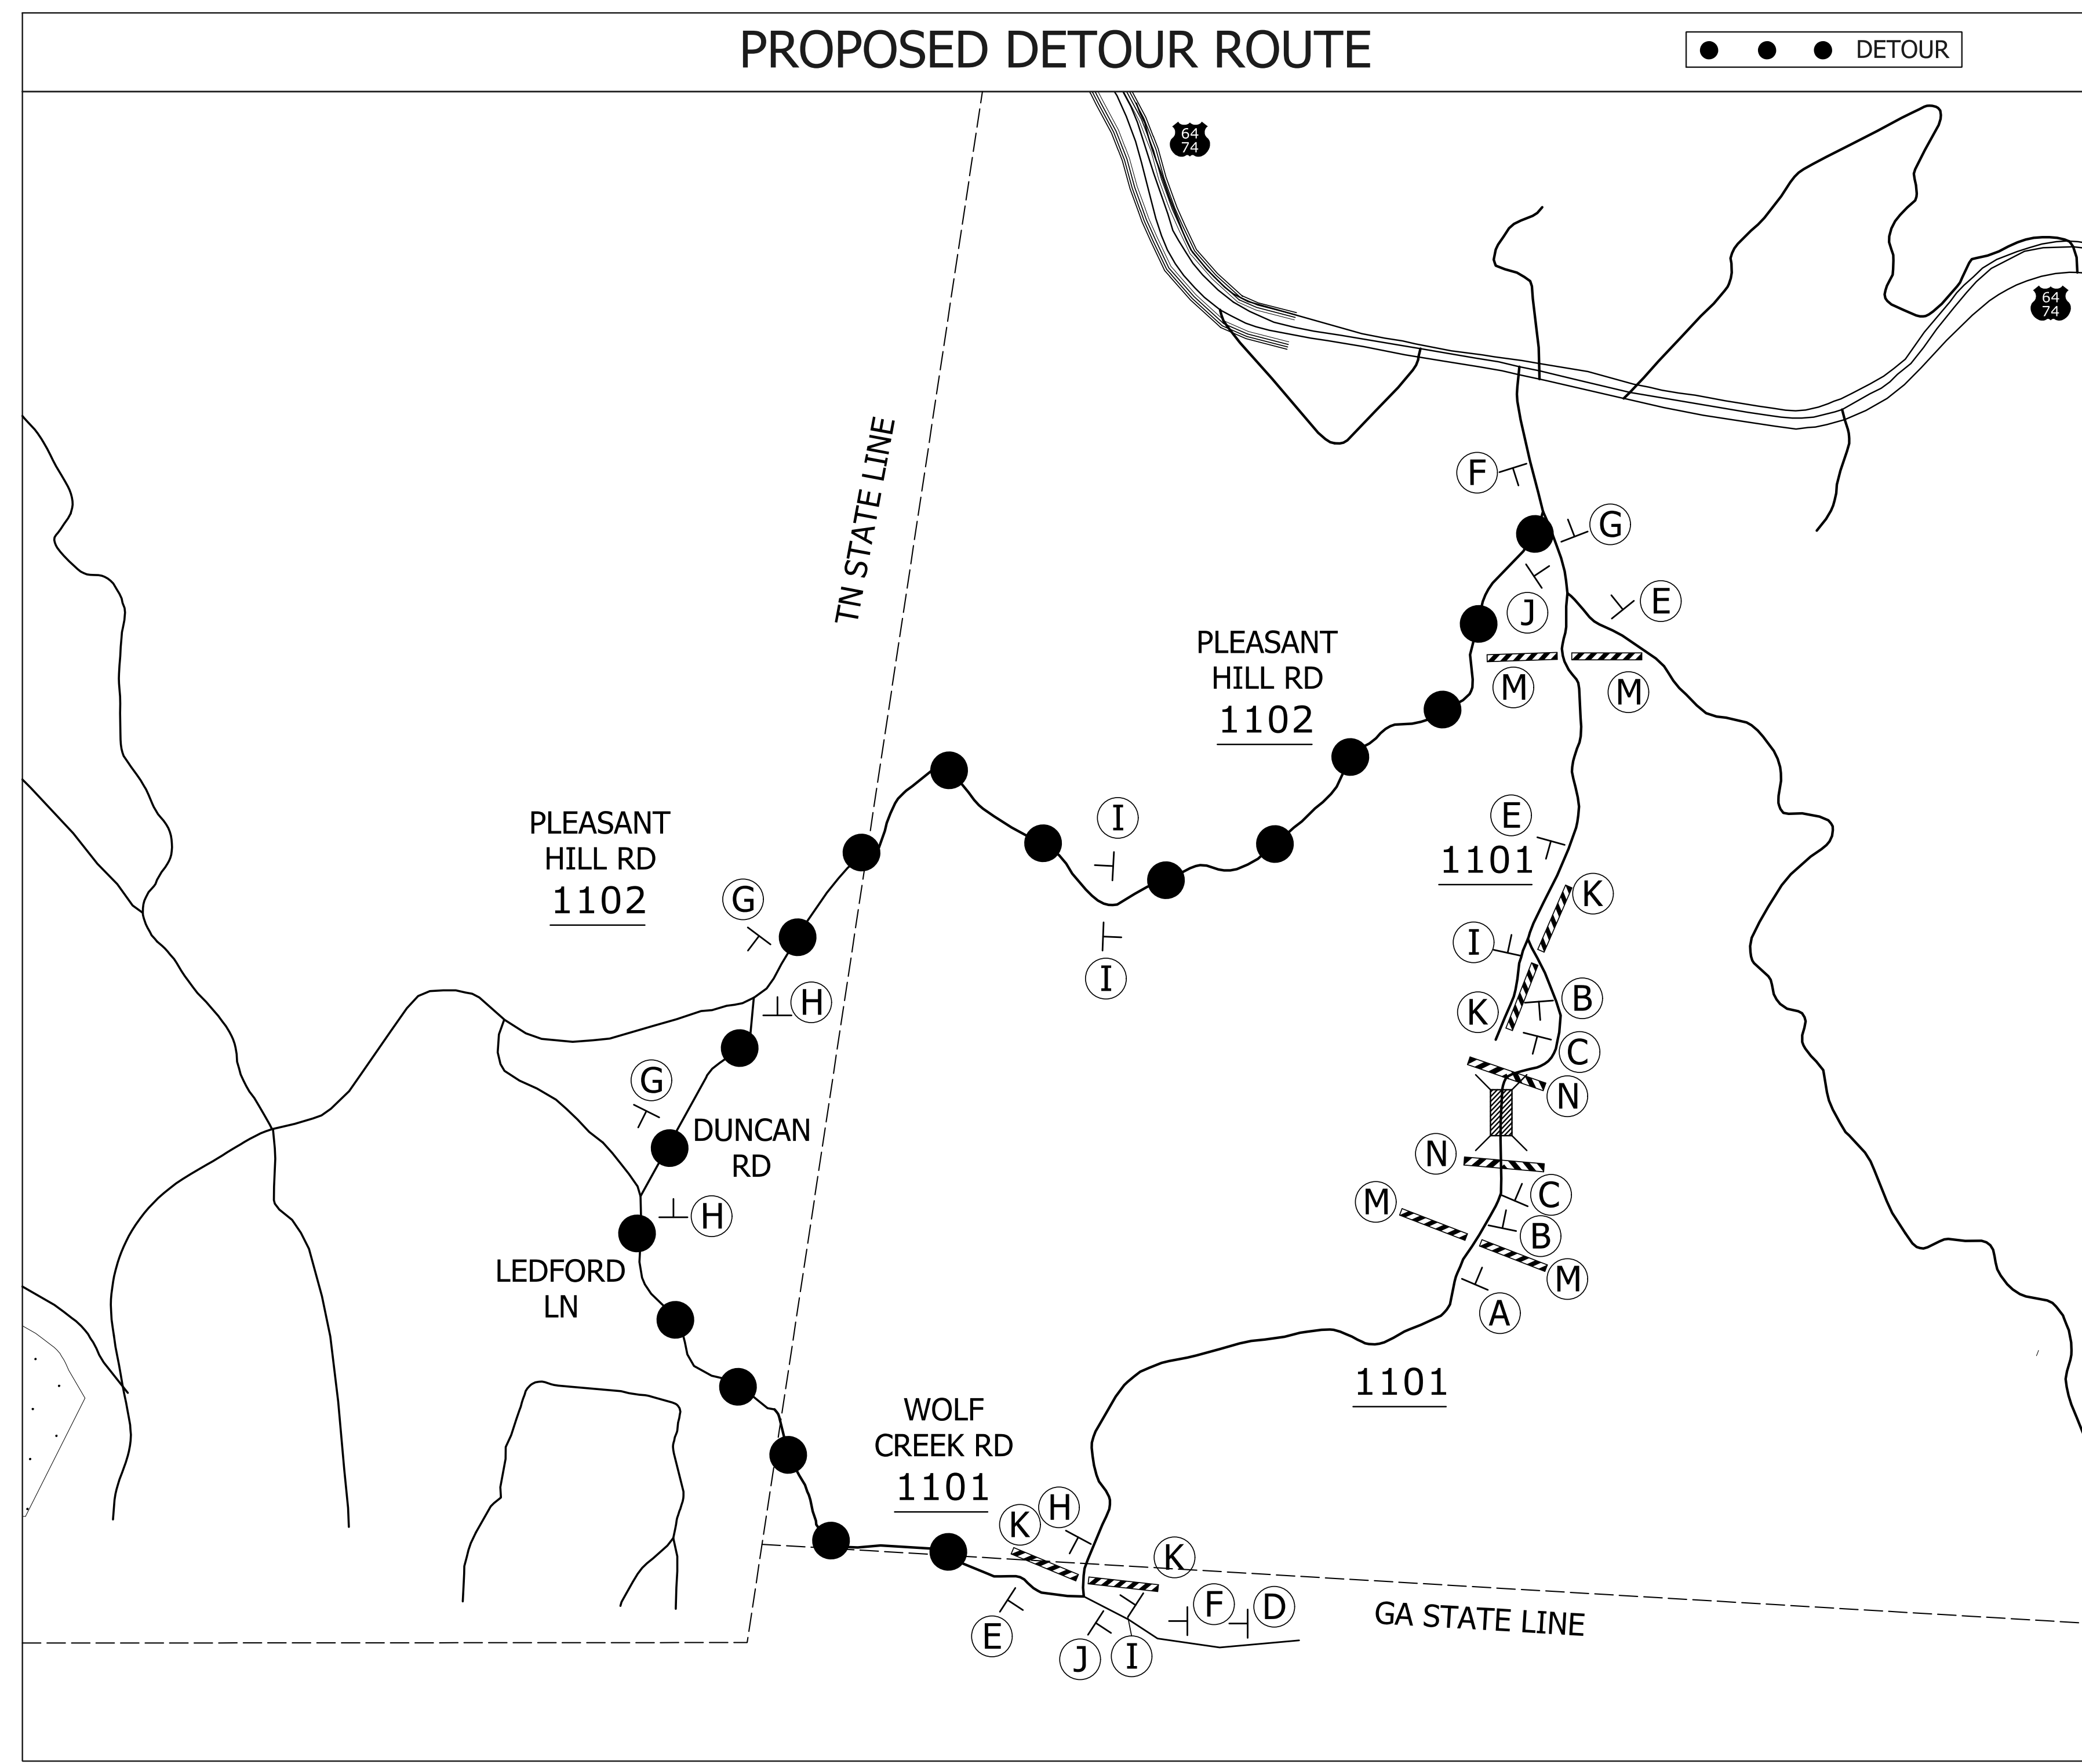 PROPOSED DETOUR ROUTE
DETOUR
64
74
64
74
TN STATE LINE
F
G
J
E
M
M
PLEASANT
HILL RD
1102
I
I
E
1101
K
I
K
B
C
N
N
C
M
B
M
A
PLEASANT
HILL RD
1102
G
H
G
DUNCAN
RD
H
LEDFORD
LN
1101
WOLF
CREEK RD
1101
K
H
K
F
D
E
J
I
GA STATE LINE